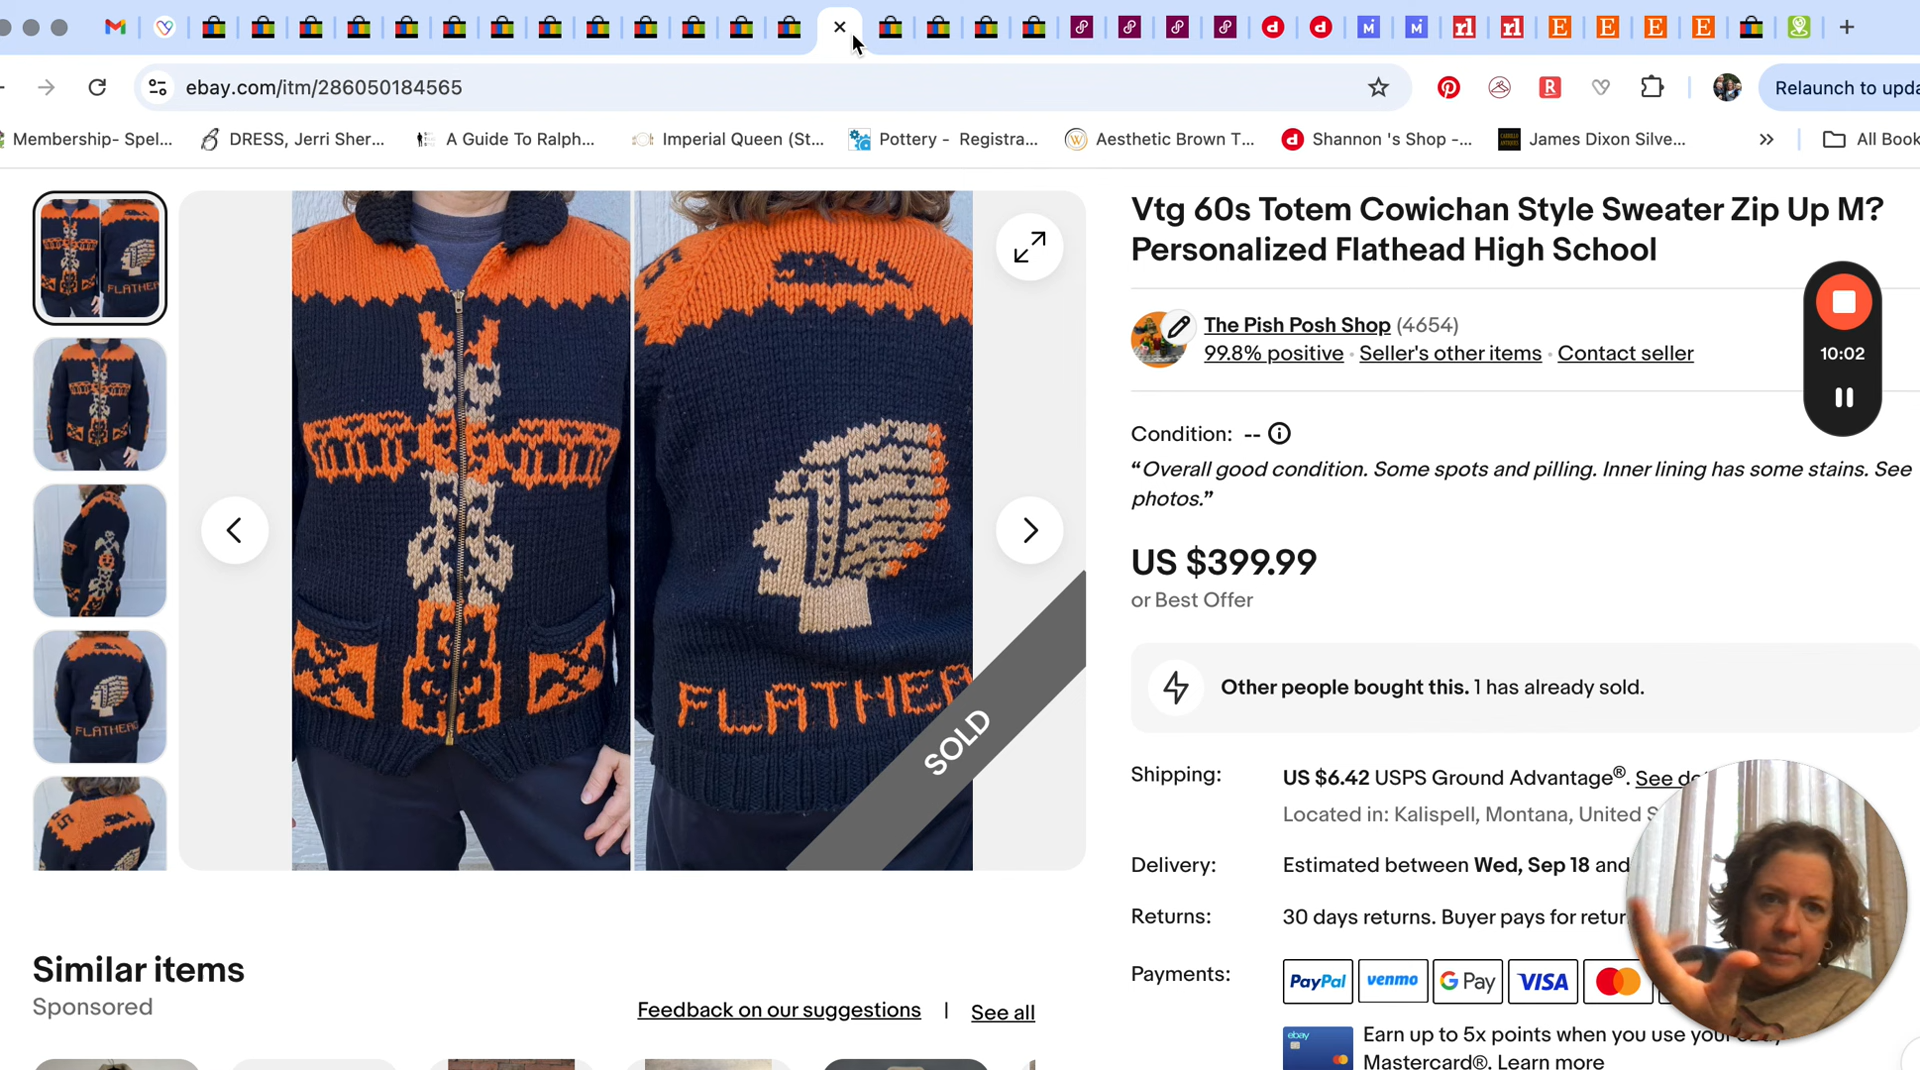 ebay.com/itm/286050184565
Relaunch to upda
Membership- Spel...
DRESS, Jerri Sher...
A Guide To Ralph...
Imperial Queen (St...
Pottery - Registra...
Aesthetic Brown T...
Shannon 's Shop -...
James Dixon Silve...
All Book
Vtg 60s Totem Cowichan Style Sweater Zip Up M?
Personalized Flathead High School
The Pish Posh Shop (4654)
99.8% positive · Seller's other items · Contact seller
10:02
Condition: --
“Overall good condition. Some spots and pilling. Inner lining has some stains. See
photos.”
US $399.99
or Best Offer
Other people bought this. 1 has already sold.
FLATHEA
SOLD
Shipping: US $6.42 USPS Ground Advantage®. See de
Located in: Kalispell, Montana, United S
Delivery: Estimated between Wed, Sep 18 and
Returns: 30 days returns. Buyer pays for retur
Payments: PayPal venmo G Pay VISA
Similar items
Sponsored
Feedback on our suggestions | See all
ebay
Earn up to 5x points when you use your eBay
Mastercard®. Learn more